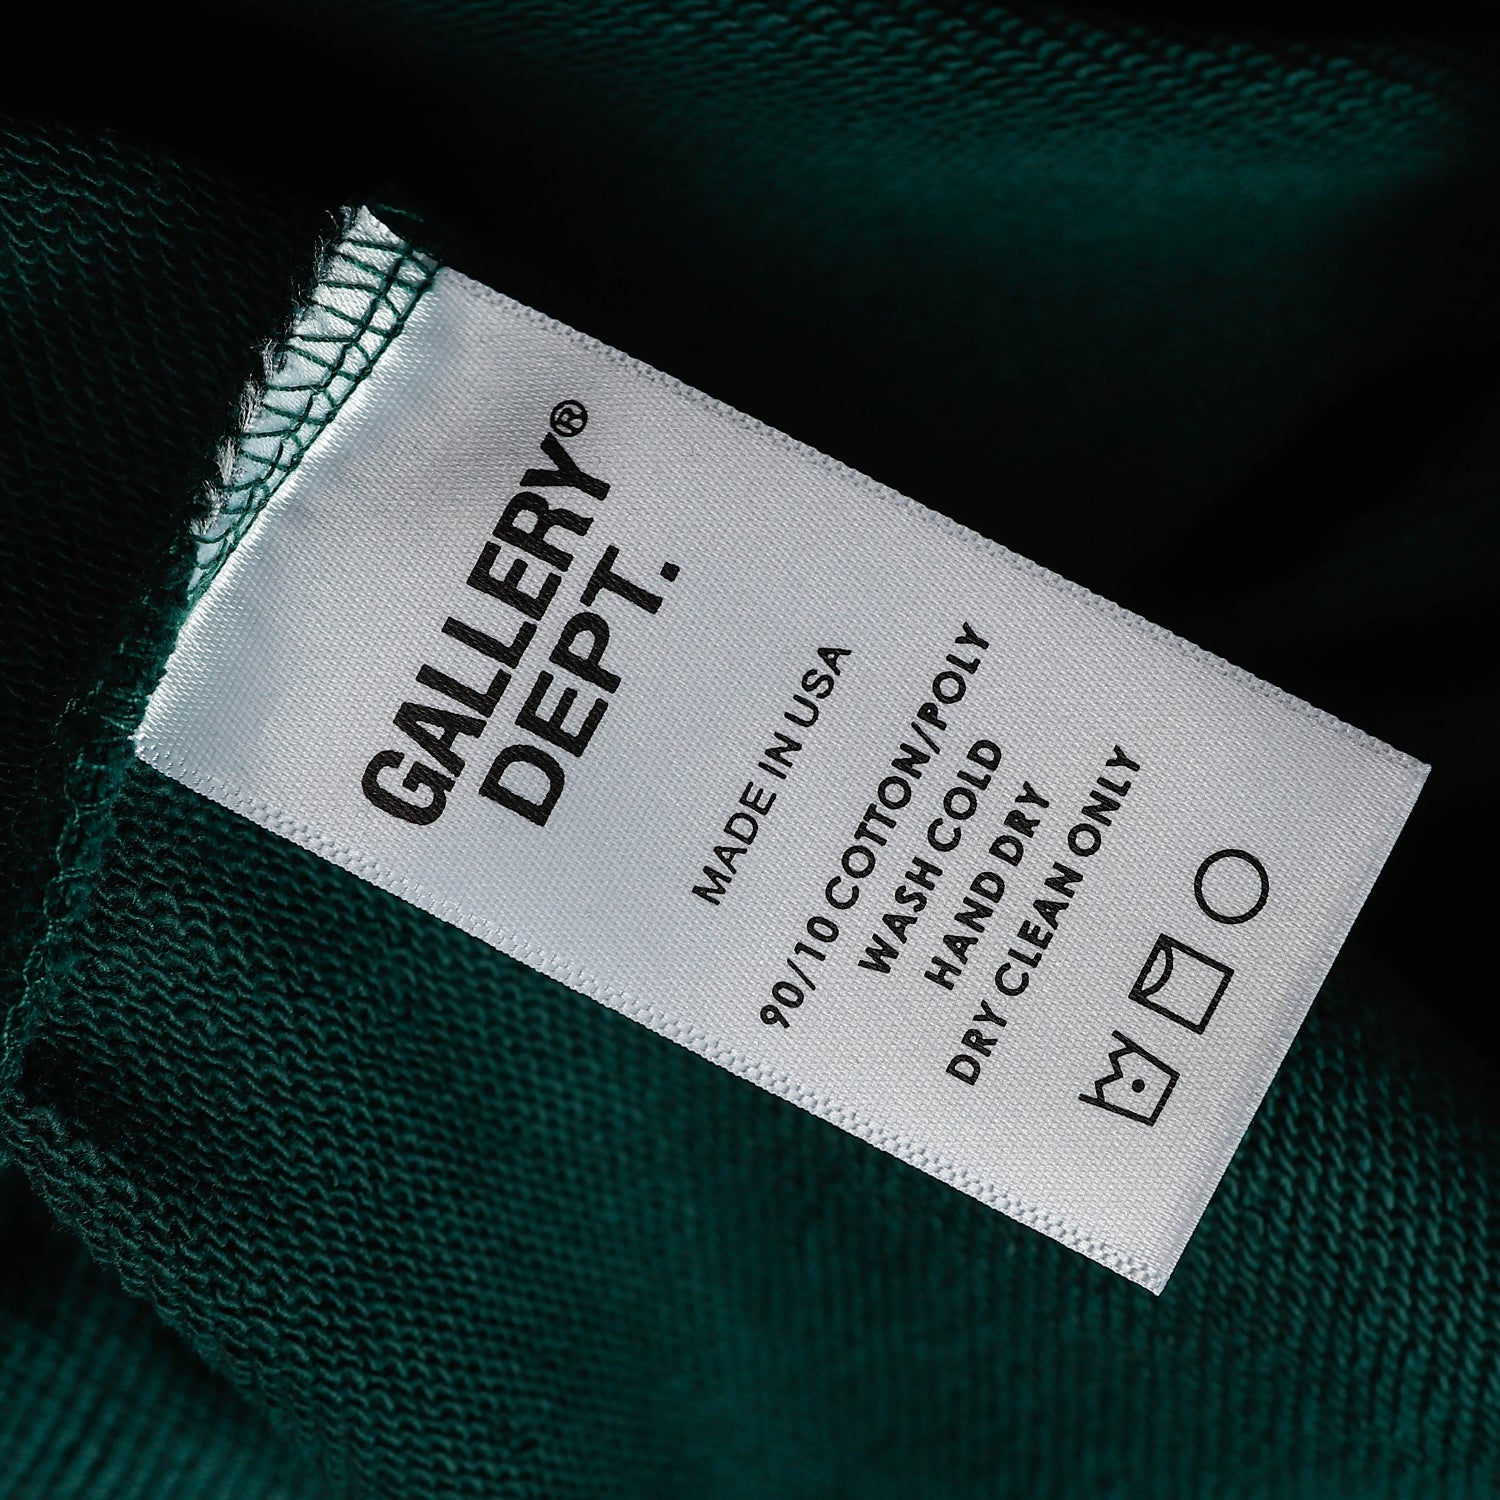 GALLERY®
DEPT.
MADE IN USA
90/10 COTTON/POLY
WASH COLD
HAND DRY
DRY CLEAN ONLY